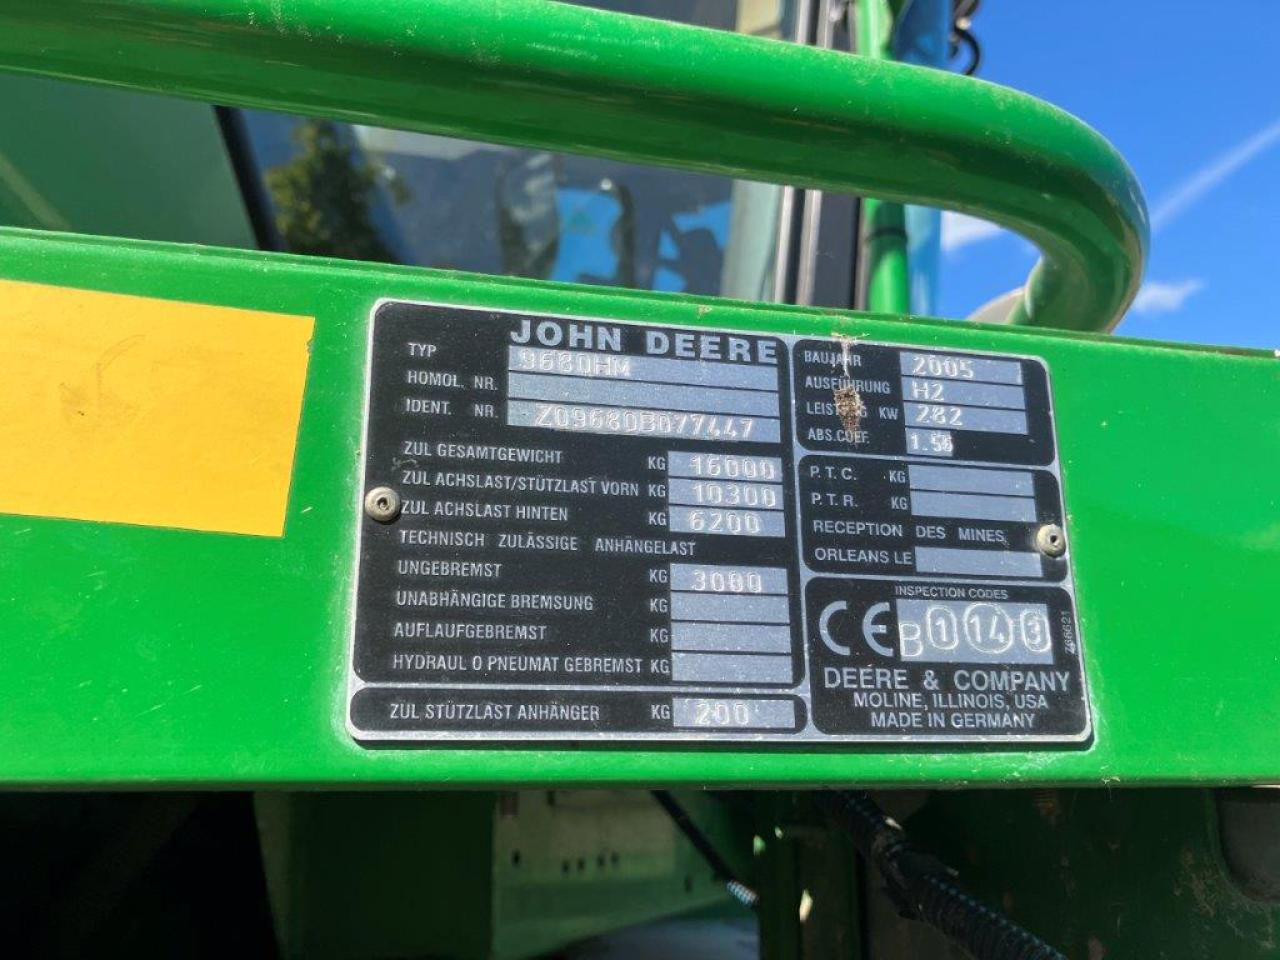 JOHN DEERE
TYP 9680HM
HOMOL. NR.
IDENT. NR. Z09680B077447
ZUL GESAMTGEWICHT KG 16000
ZUL ACHSLAST/STÜTZLAST VORN KG 10300
ZUL ACHSLAST HINTEN KG 6200
TECHNISCH ZULÄSSIGE ANHÄNGELAST
UNGEBREMST KG 3000
UNABHÄNGIGE BREMSUNG KG
AUFLAUFGEBREMST KG
HYDRAUL O PNEUMAT GEBREMST KG
ZUL STÜTZLAST ANHÄNGER KG 200
BAUJAHR 2005
AUSFÜHRUNG H2
LEISTUNG KW 282
ABS.COEF.
P.T.C. KG
P.T.R. KG
RECEPTION DES MINES
ORLEANS LE
INSPECTION CODES
CE B 1 14
DEERE & COMPANY
MOLINE, ILLINOIS, USA
MADE IN GERMANY